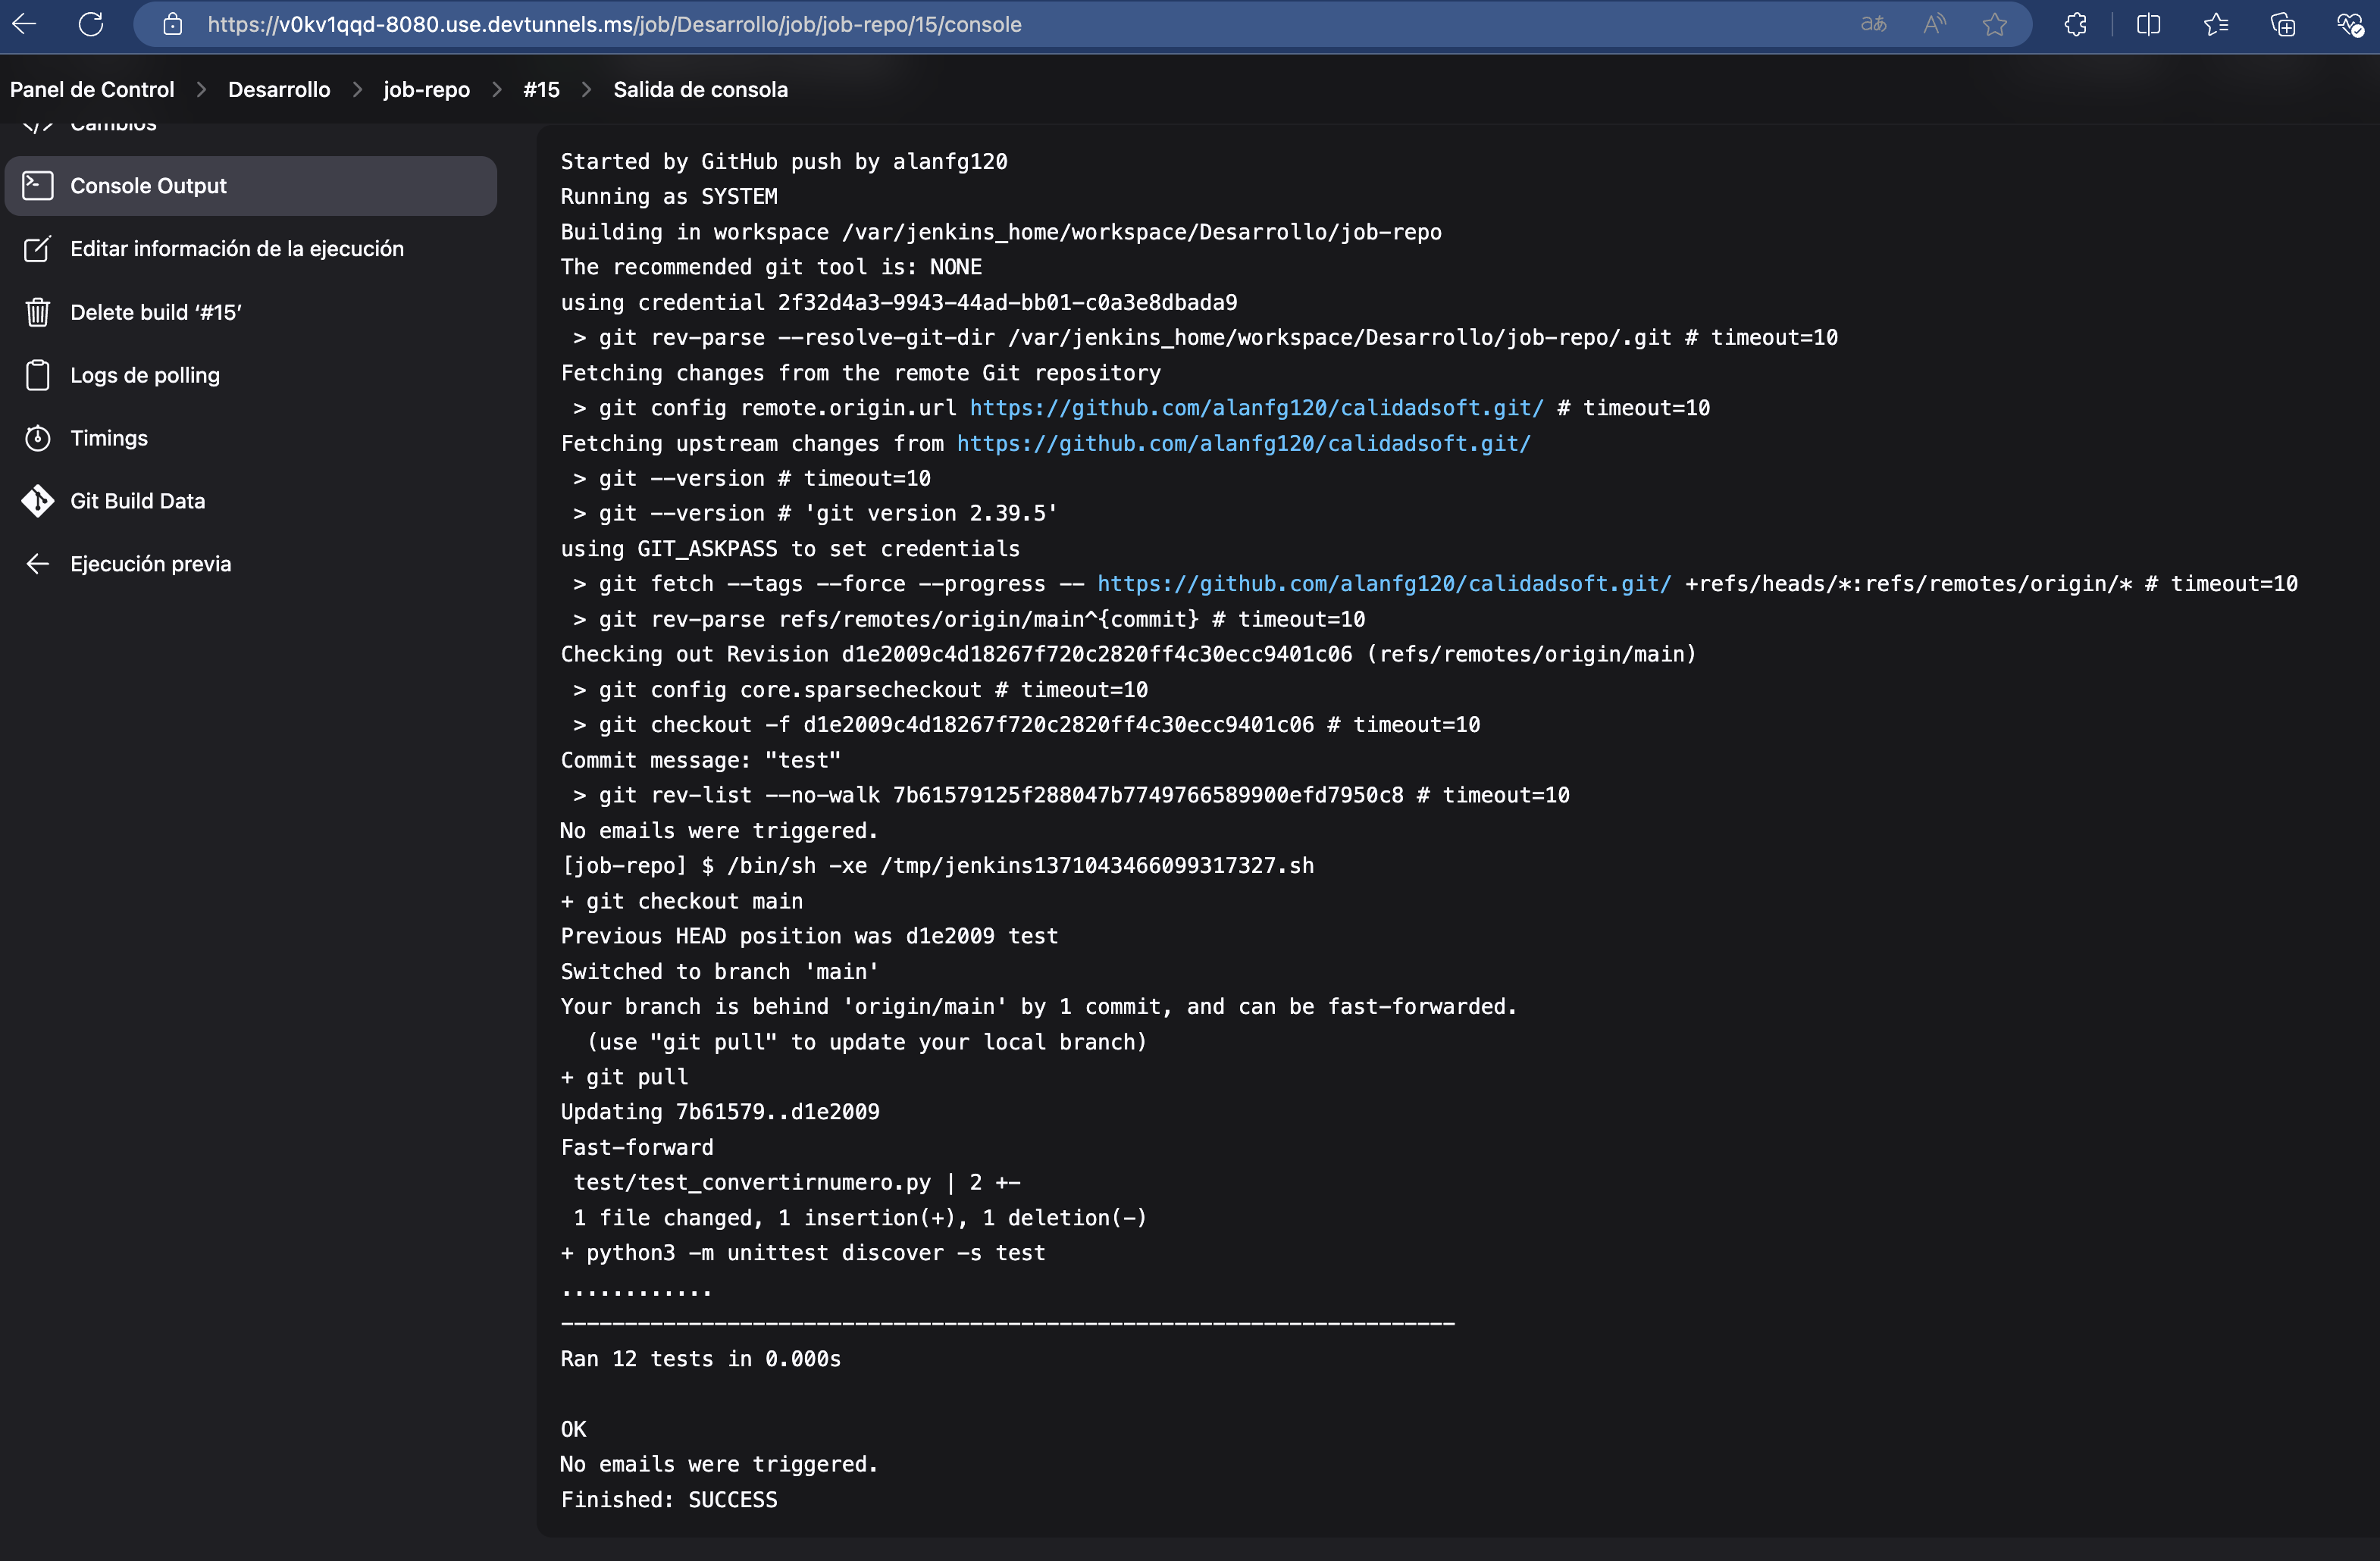 https://v0kv1qqd-8080.use.devtunnels.ms/job/Desarrollo/job/job-repo/15/console
Panel de Control > Desarrollo > job-repo > #15 > Salida de consola
Cambios
Console Output
Editar información de la ejecución
Delete build ‘#15’
Logs de polling
Timings
Git Build Data
Ejecución previa
Started by GitHub push by alanfg120
Running as SYSTEM
Building in workspace /var/jenkins_home/workspace/Desarrollo/job-repo
The recommended git tool is: NONE
using credential 2f32d4a3-9943-44ad-bb01-c0a3e8dbada9
 > git rev-parse --resolve-git-dir /var/jenkins_home/workspace/Desarrollo/job-repo/.git # timeout=10
Fetching changes from the remote Git repository
 > git config remote.origin.url https://github.com/alanfg120/calidadsoft.git/ # timeout=10
Fetching upstream changes from https://github.com/alanfg120/calidadsoft.git/
 > git --version # timeout=10
 > git --version # 'git version 2.39.5'
using GIT_ASKPASS to set credentials
 > git fetch --tags --force --progress -- https://github.com/alanfg120/calidadsoft.git/ +refs/heads/*:refs/remotes/origin/* # timeout=10
 > git rev-parse refs/remotes/origin/main^{commit} # timeout=10
Checking out Revision d1e2009c4d18267f720c2820ff4c30ecc9401c06 (refs/remotes/origin/main)
 > git config core.sparsecheckout # timeout=10
 > git checkout -f d1e2009c4d18267f720c2820ff4c30ecc9401c06 # timeout=10
Commit message: "test"
 > git rev-list --no-walk 7b61579125f288047b7749766589900efd7950c8 # timeout=10
No emails were triggered.
[job-repo] $ /bin/sh -xe /tmp/jenkins1371043466099317327.sh
+ git checkout main
Previous HEAD position was d1e2009 test
Switched to branch 'main'
Your branch is behind 'origin/main' by 1 commit, and can be fast-forwarded.
  (use "git pull" to update your local branch)
+ git pull
Updating 7b61579..d1e2009
Fast-forward
 test/test_convertirnumero.py | 2 +-
 1 file changed, 1 insertion(+), 1 deletion(-)
+ python3 -m unittest discover -s test
............
----------------------------------------------------------------------
Ran 12 tests in 0.000s
OK
No emails were triggered.
Finished: SUCCESS